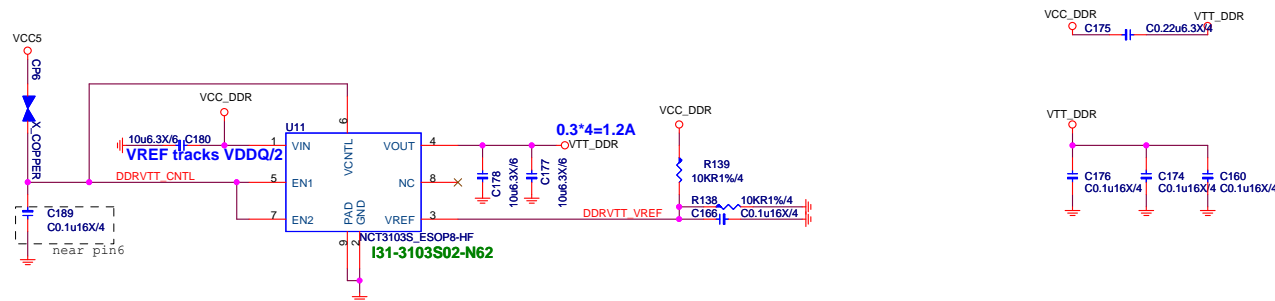 VCC_DDR
C175
C0.22u6.3X/4
VTT_DDR
VCC5
CP6
X_COPPER
VCC_DDR
10u6.3X/6
C180
VREF tracks VDDQ/2
DDRVTT_CNTL
C189
C0.1u16X/4
near pin6
U11
6
1
VIN
VCNTL
VOUT
4
5
EN1
NC
8
7
EN2
PAD
GND
VREF
3
9
2
NCT3103S_ESOP8-HF
I31-3103S02-N62
0.3*4=1.2A
VTT_DDR
C178
10u6.3X/6
C177
10u6.3X/6
DDRVTT_VREF
VCC_DDR
R139
10KR1%/4
R138
10KR1%/4
C166
C0.1u16X/4
VTT_DDR
C176
C0.1u16X/4
C174
C0.1u16X/4
C160
C0.1u16X/4